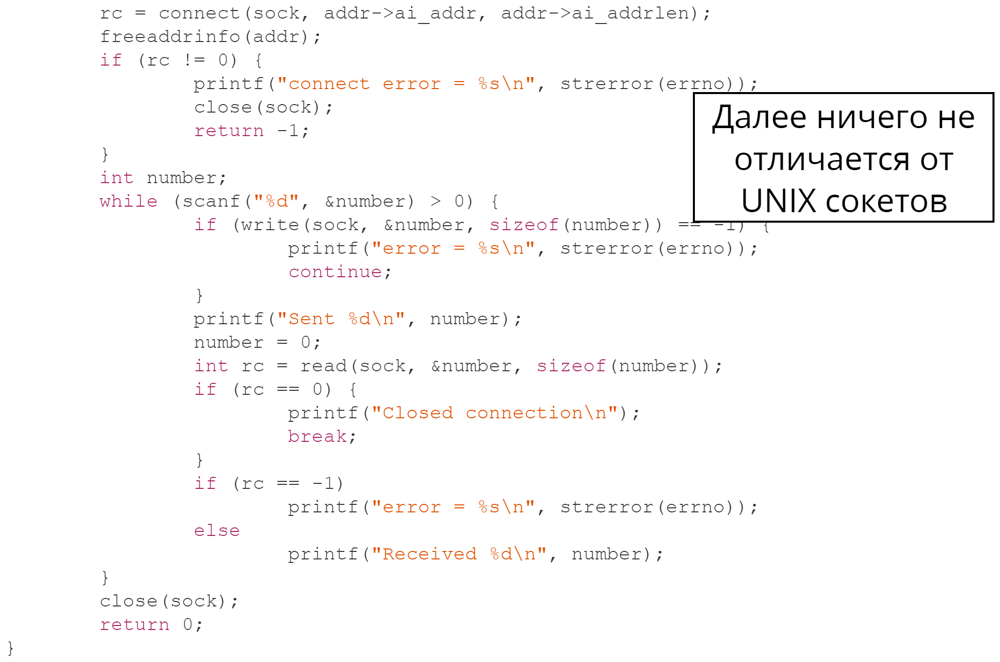 rc = connect(sock, addr->ai_addr, addr->ai_addrlen);
freeaddrinfo(addr);
if (rc != 0) {
printf("connect error = %s\n", strerror(errno));
close(sock);
return -1;
}
int number;
while (scanf("%d", &number) > 0) {
if (write(sock, &number, sizeof(number)) == -1) {
printf("error = %s\n", strerror(errno));
continue;
}
printf("Sent %d\n", number);
number = 0;
int rc = read(sock, &number, sizeof(number));
if (rc == 0) {
printf("Closed connection\n");
break;
}
if (rc == -1)
printf("error = %s\n", strerror(errno));
else
printf("Received %d\n", number);
}
close(sock);
return 0;
}
Далее ничего не
отличается от
UNIX сокетов